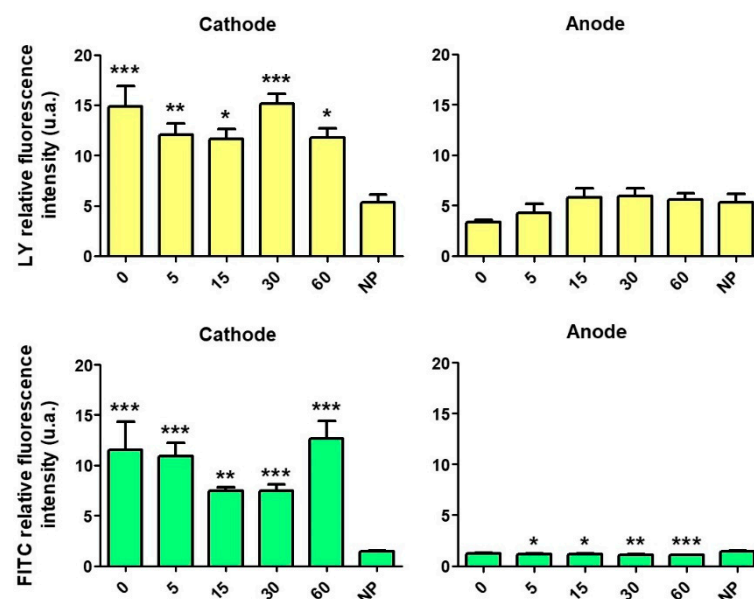 Cathode
Anode
LY relative fluorescence
intensity (u.a.)
20
15
10
5
0
*** ** * *** *
0 5 15 30 60 NP
20
15
10
5
0
0 5 15 30 60 NP
Cathode
Anode
FITC relative fluorescence
intensity (u.a.)
20
15
10
5
0
*** *** ** *** ***
0 5 15 30 60 NP
20
15
10
5
0
* * ** ***
0 5 15 30 60 NP